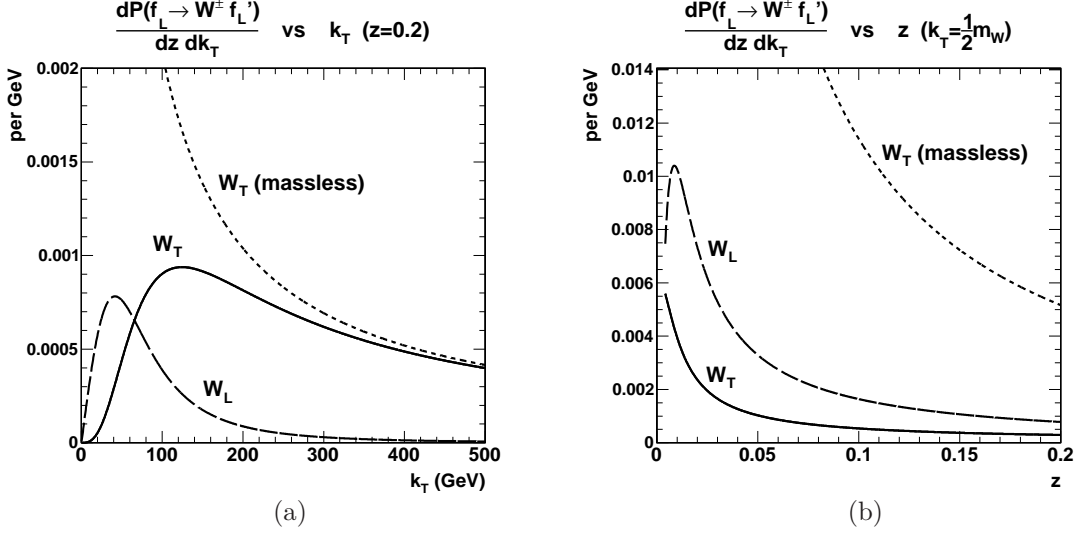 dP(f_L → W^± f_L') / dz dk_T vs k_T (z=0.2)
per GeV
0.002
0.0015
0.001
0.0005
0
W_T (massless)
W_T
W_L
0 100 200 300 400 500
k_T (GeV)
(a)
dP(f_L → W^± f_L') / dz dk_T vs z (k_T=½m_W)
per GeV
0.014
0.012
0.01
0.008
0.006
0.004
0.002
0
W_T (massless)
W_L
W_T
0 0.05 0.1 0.15 0.2
z
(b)